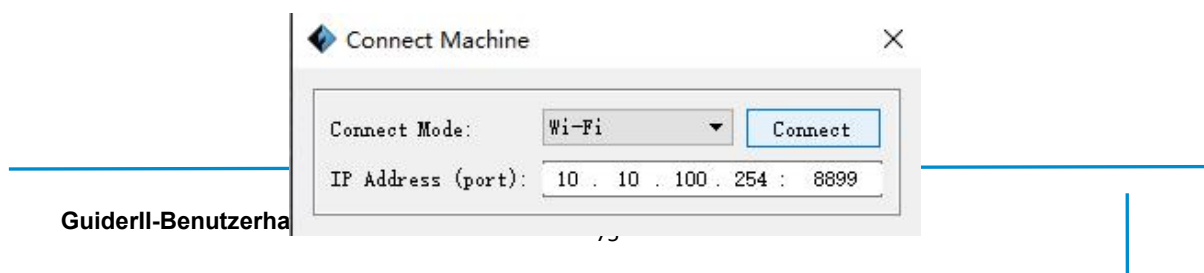 Connect Machine
Connect Mode: Wi-Fi Connect
IP Address (port): 10 . 10 . 100 . 254 : 8899
GuiderII-Benutzerha